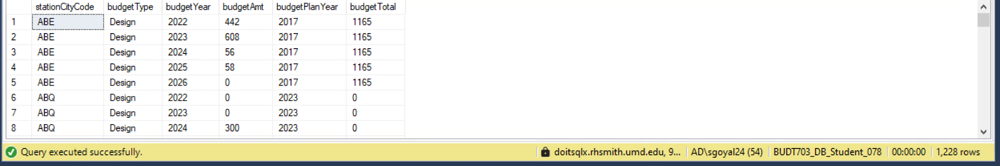 stationCityCode budgetType budgetYear budgetAmt budgetPlanYear budgetTotal
1 ABE Design 2022 442 2017 1165
2 ABE Design 2023 608 2017 1165
3 ABE Design 2024 56 2017 1165
4 ABE Design 2025 58 2017 1165
5 ABE Design 2026 0 2017 1165
6 ABQ Design 2022 0 2023 0
7 ABQ Design 2023 0 2023 0
8 ABQ Design 2024 300 2023 0
Query executed successfully. doitsqlx.rhsmith.umd.edu, 9... AD\sgoyal24 (54) BUDT703_DB_Student_078 00:00:00 1,228 rows